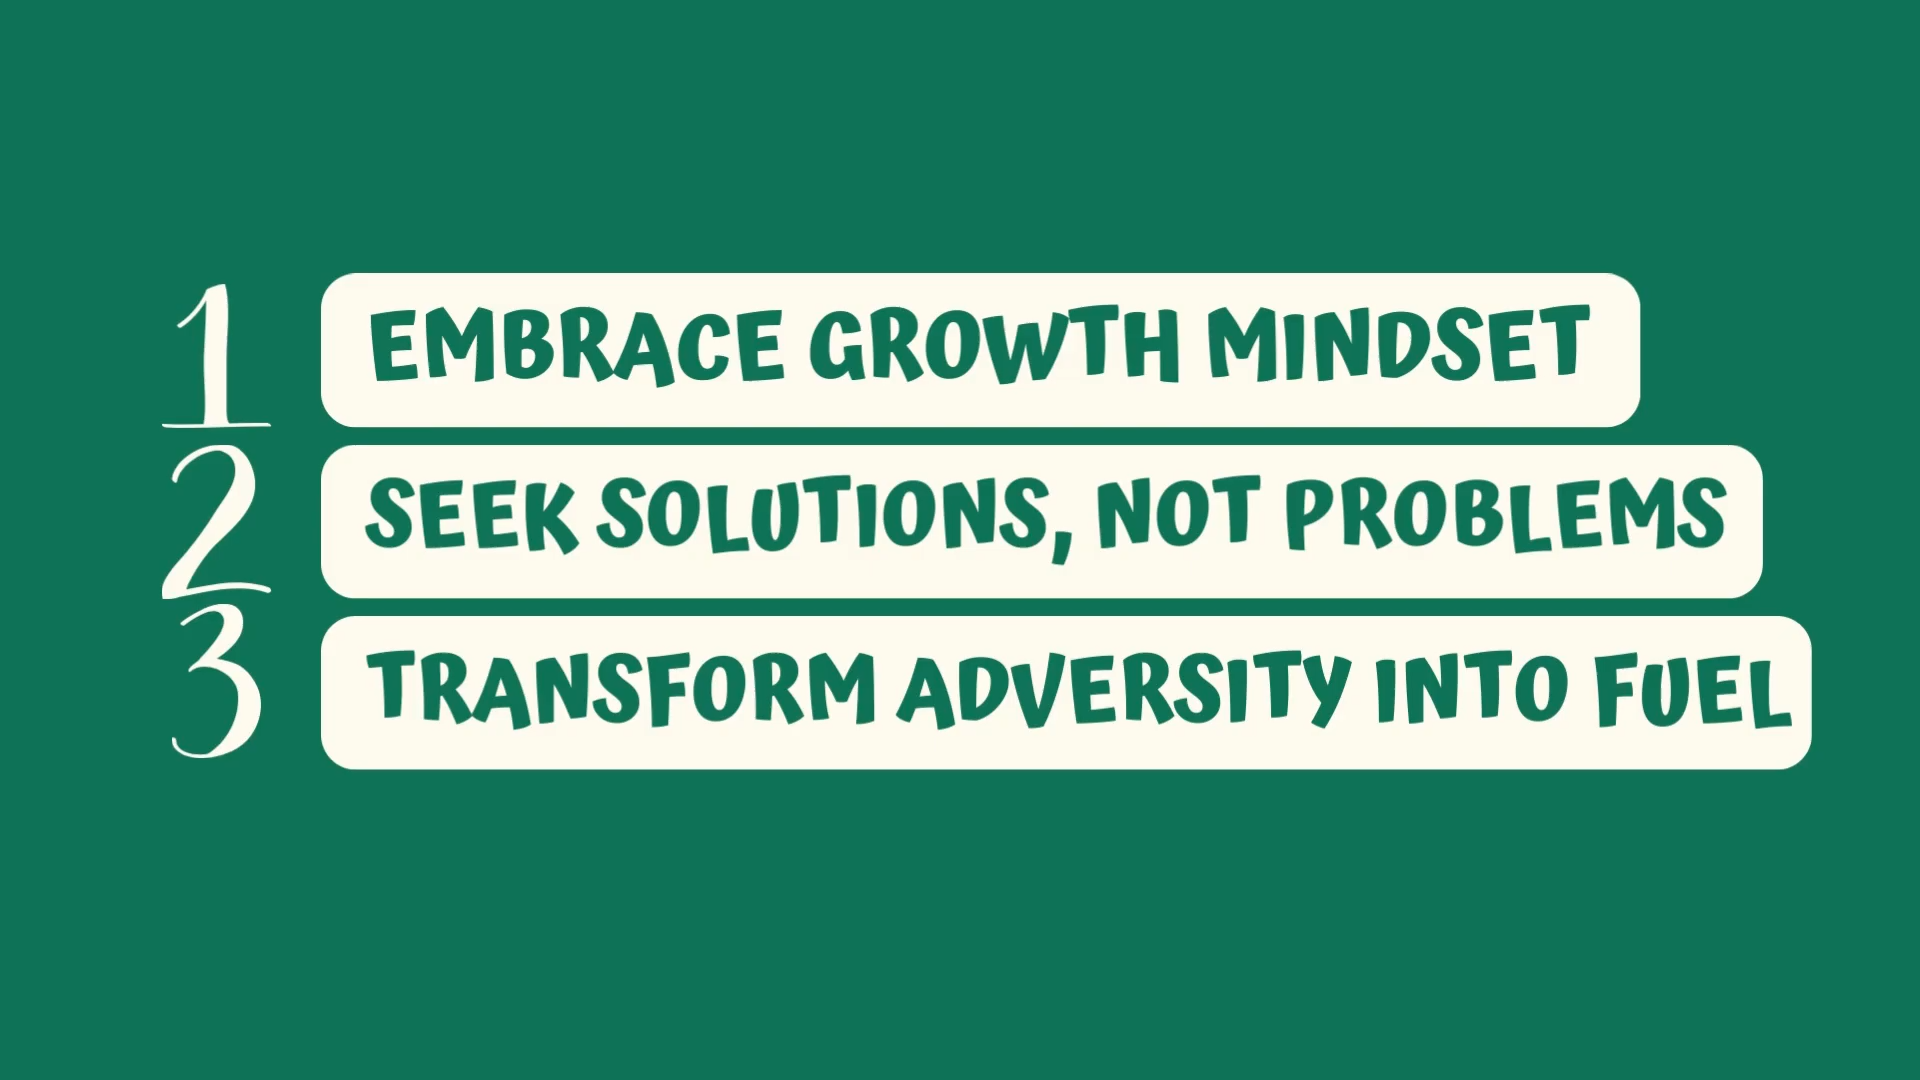 1 EMBRACE GROWTH MINDSET
2 SEEK SOLUTIONS, NOT PROBLEMS
3 TRANSFORM ADVERSITY INTO FUEL